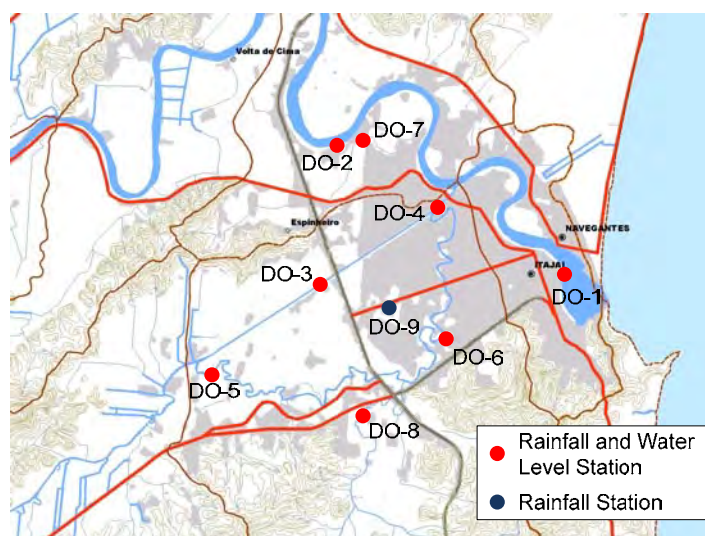 Volta de Cima
DO-7
DO-2
DO-4
Espinheiro
NAVEGANTES
ITAJAI
DO-3
DO-1
DO-9
DO-6
DO-5
DO-8
Rainfall and Water
Level Station
Rainfall Station